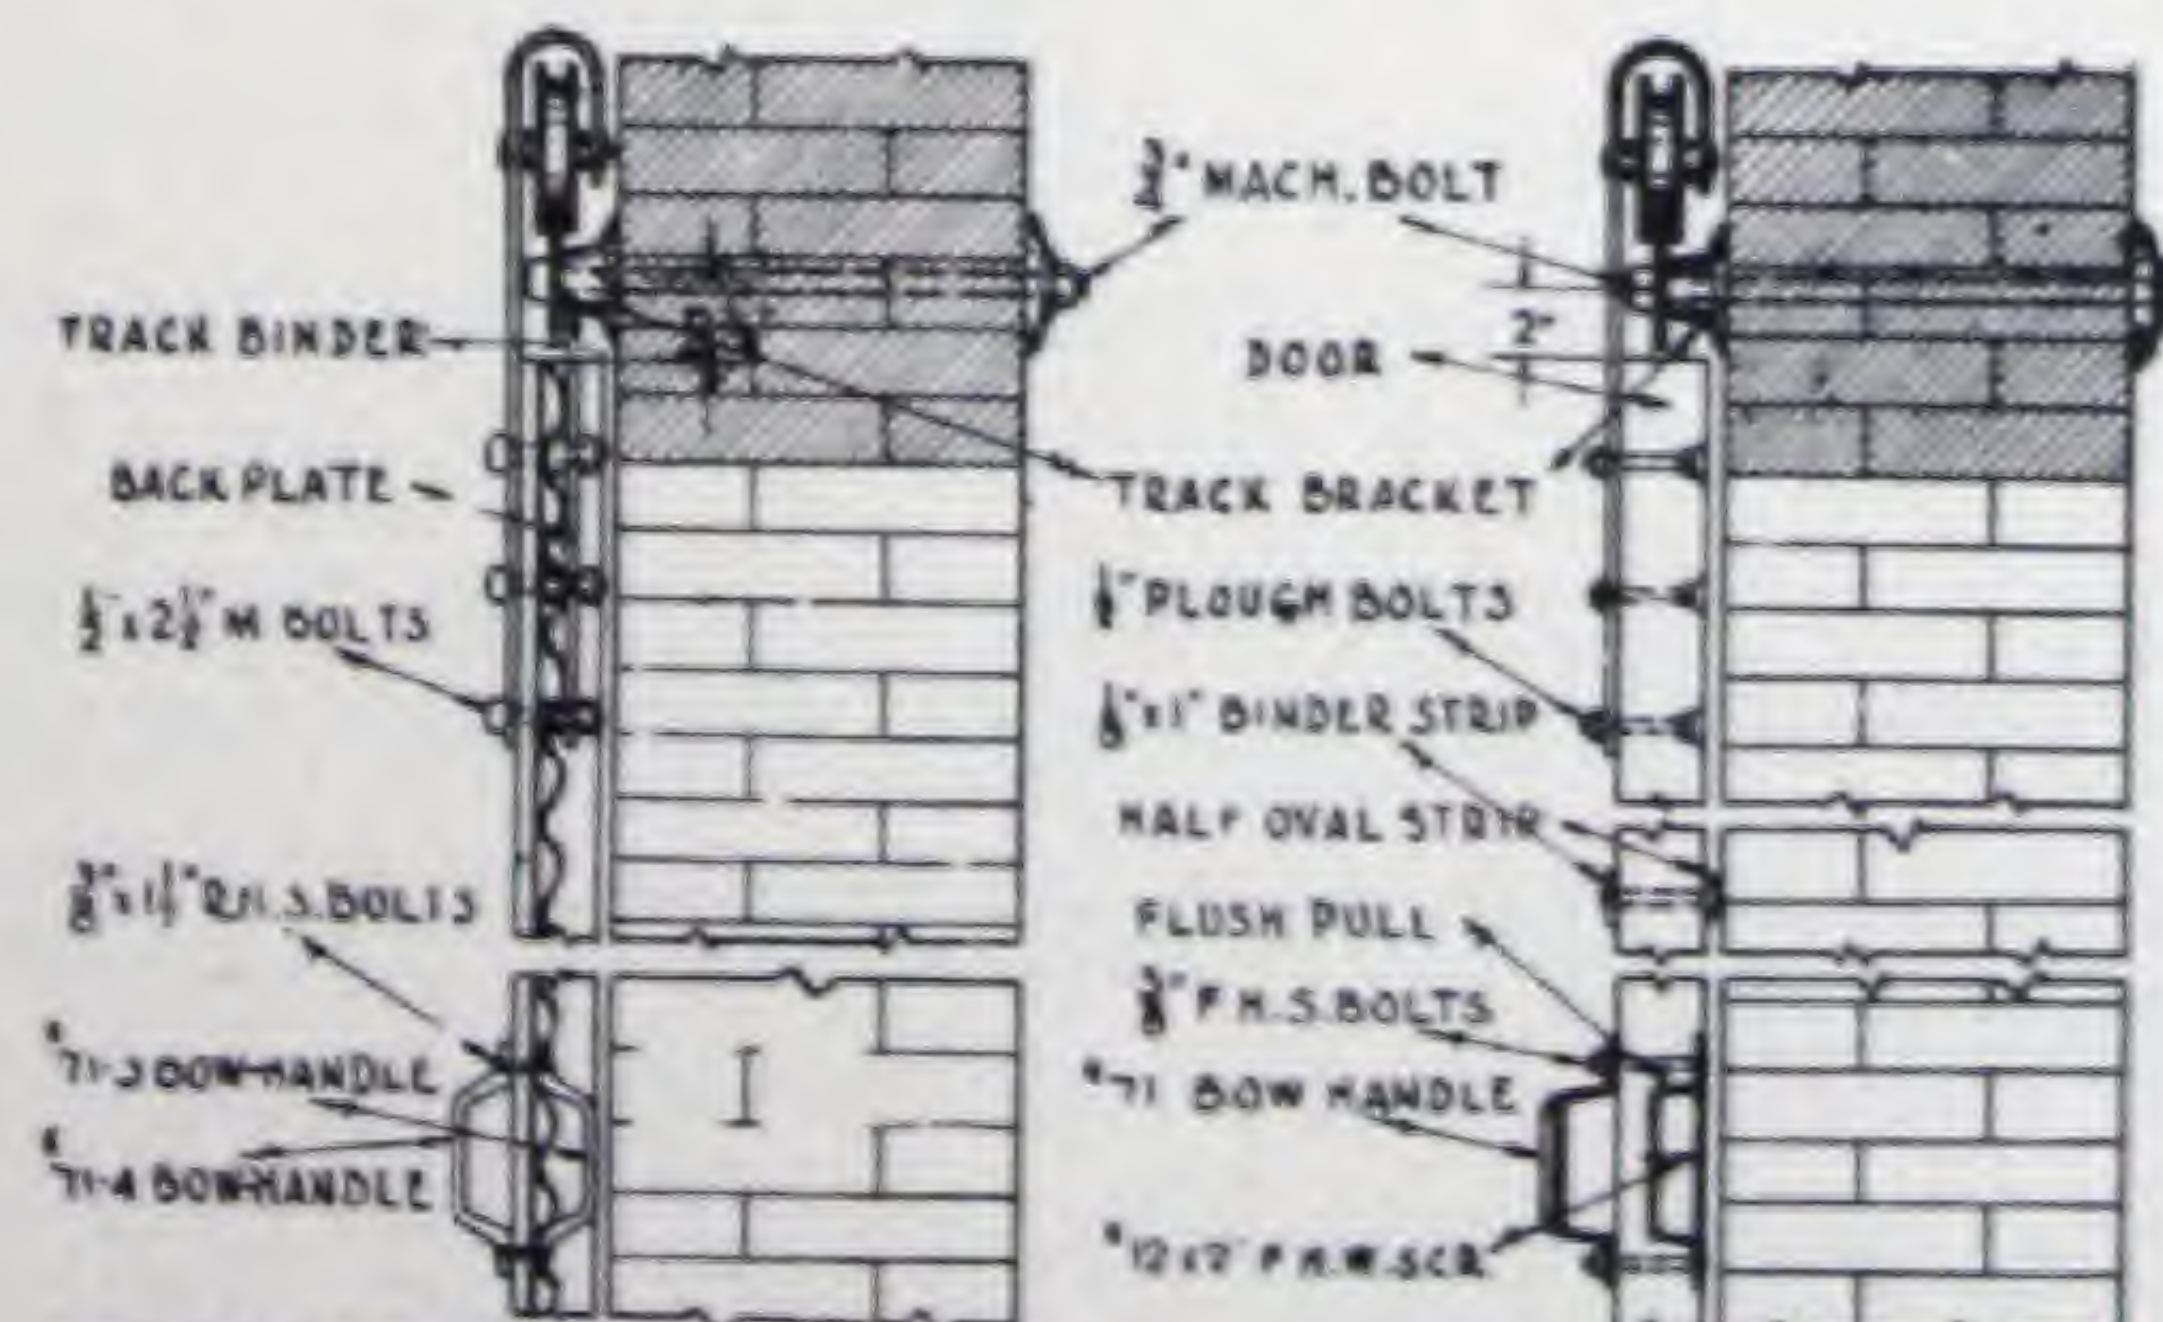 TRACK BINDER
BACK PLATE
½" x 2½" M BOLTS
⅜" x 1¼" R.H.S. BOLTS
#71-3 BOW HANDLE
#71-4 BOW HANDLE
¾" MACH. BOLT
2"
DOOR
TRACK BRACKET
PLOUGH BOLTS
⅛" x 1" BINDER STRIP
HALF OVAL STRIP
FLUSH PULL
⅜" F.H.S. BOLTS
#71 BOW HANDLE
#12 x 2" F.H.W. SCR.